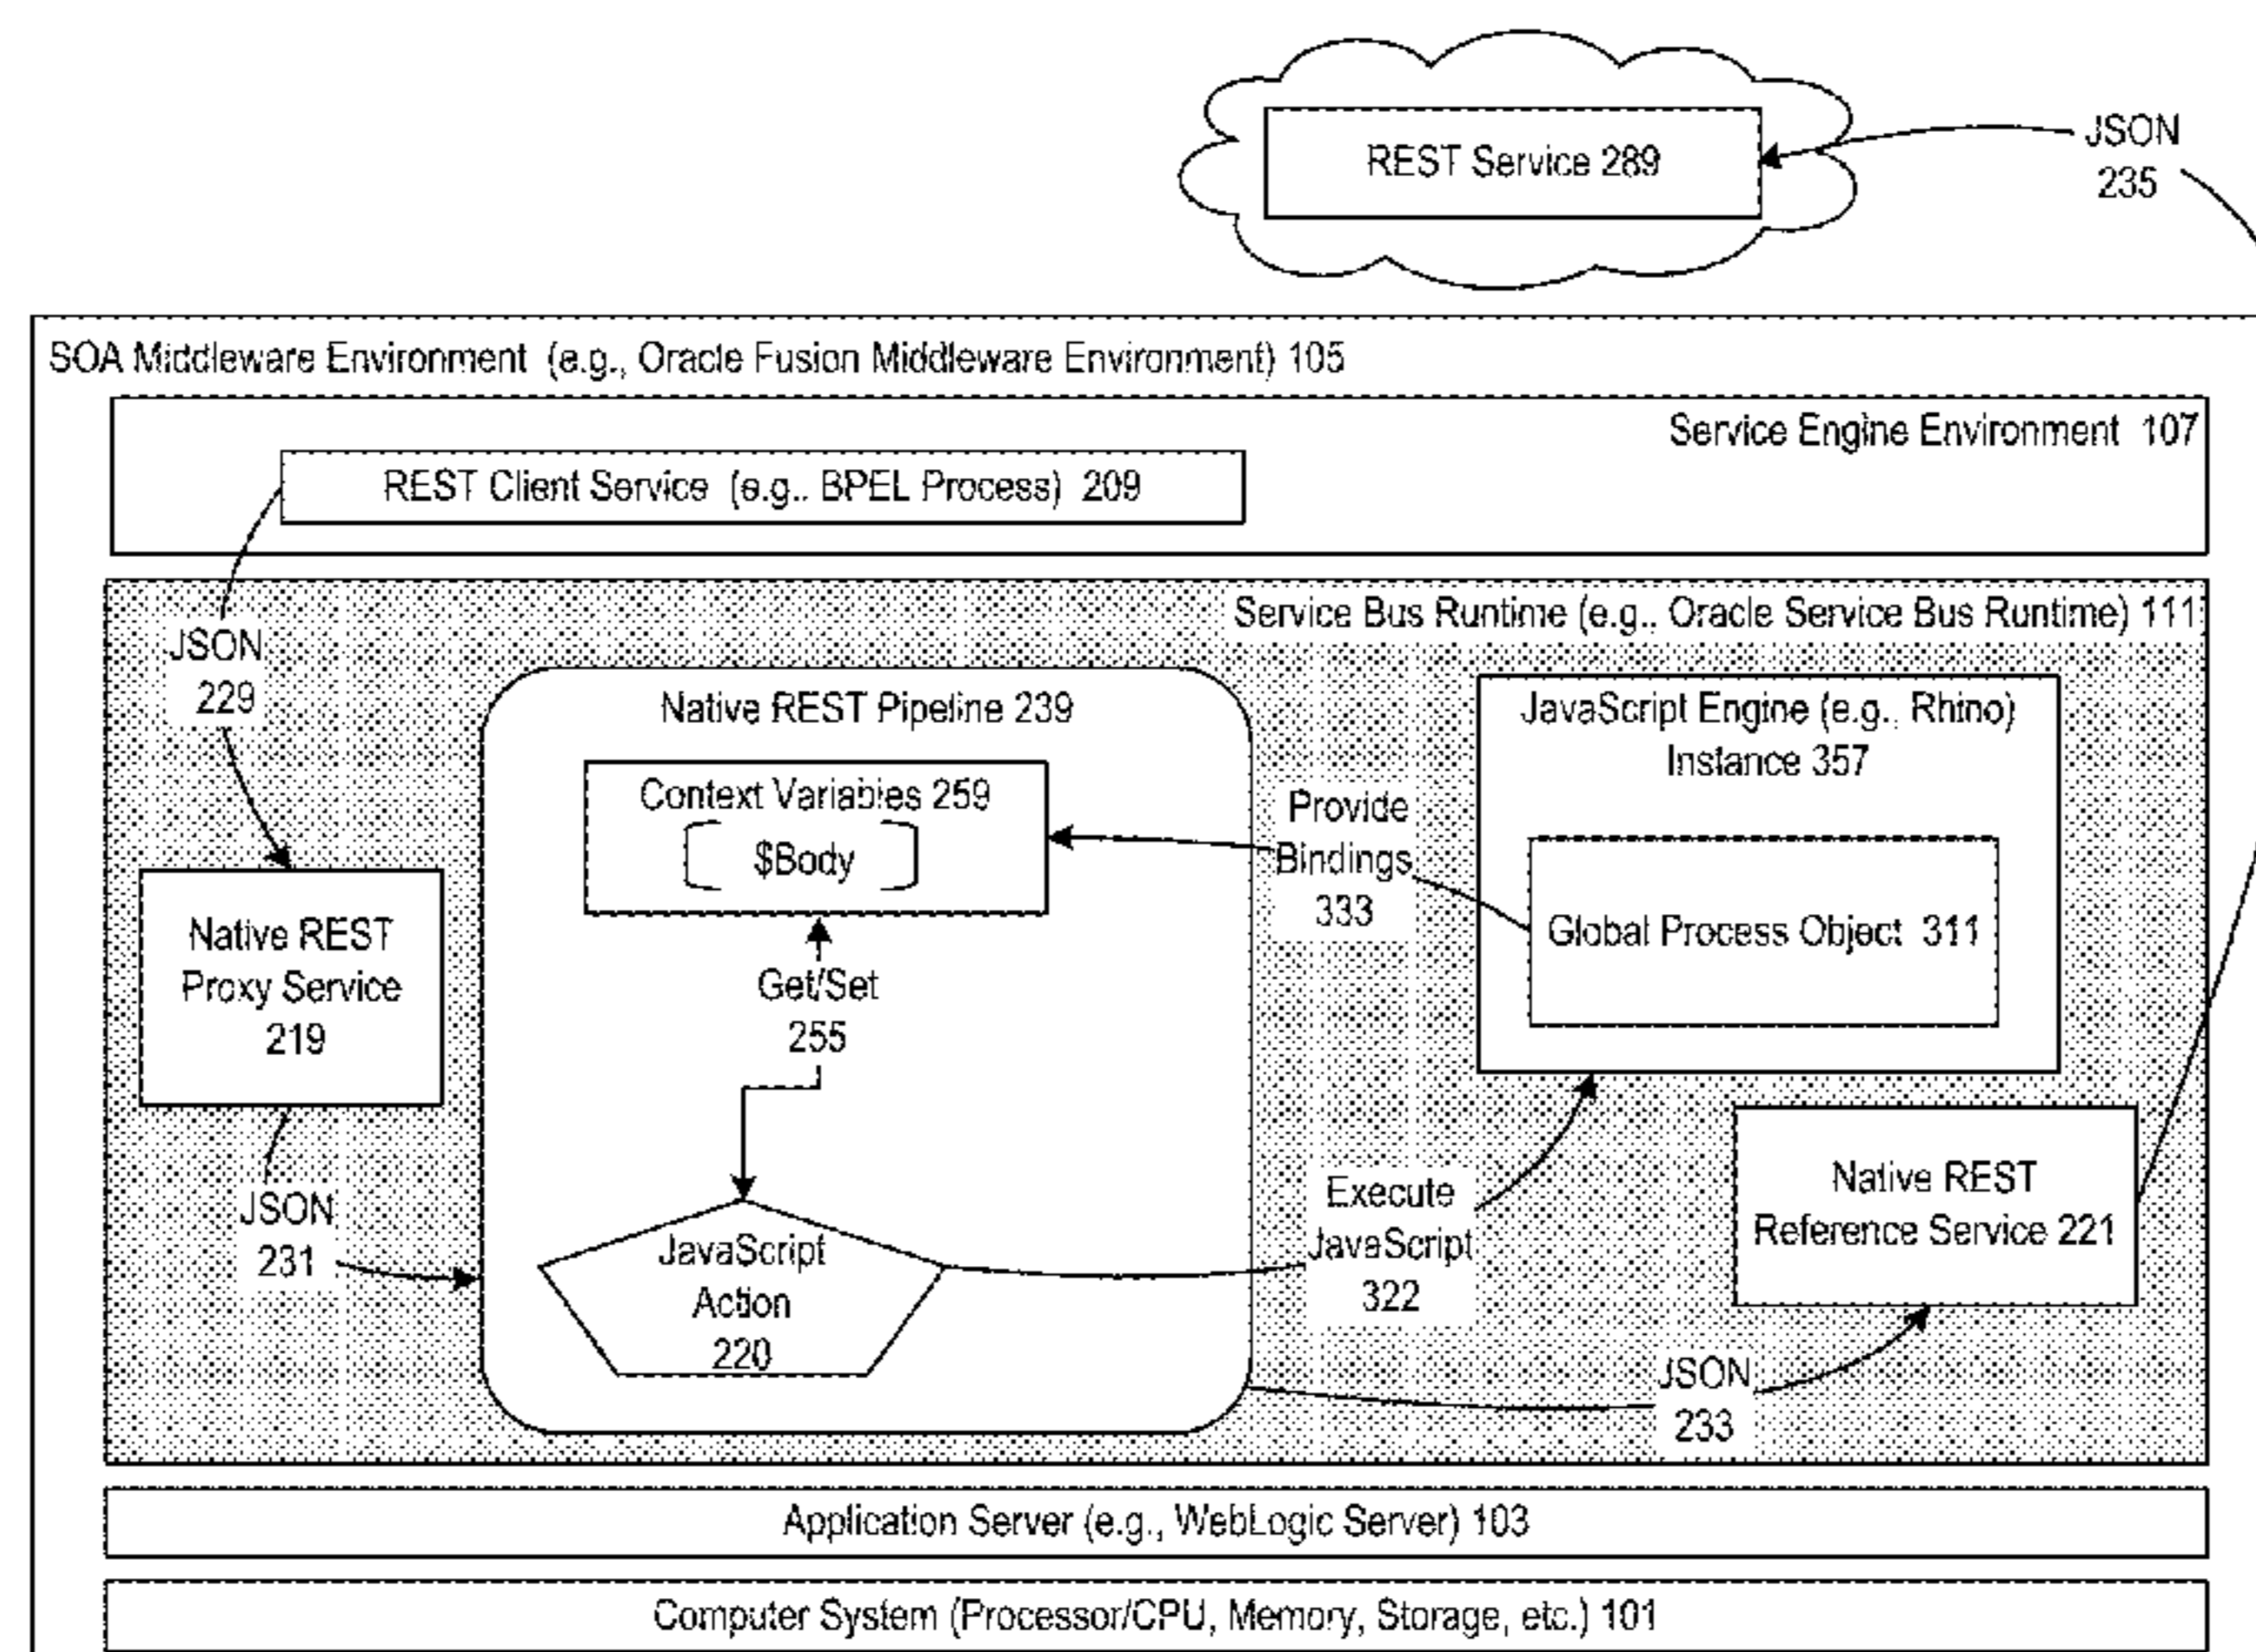 REST Service 289
JSON
235
SOA Middleware Environment (e.g., Oracle Fusion Middleware Environment) 105
Service Engine Environment 107
REST Client Service (e.g.. BPEL Process) 209
Service Bus Runtime (e.g.. Oracle Service Bus Runtime) 111
JSON
229
Native REST Pipeline 239
JavaScript Engine (e.g., Rhino)
Instance 357
Context Variables 259
$Body
Provide
Bindings
333
Global Process Object 311
Native REST
Proxy Service
219
Get/Set
255
JSON
231
JavaScript
Action
220
Execute
JavaScript
322
Native REST
Reference Service 221
JSON
233
Application Server (e.g., WebLogic Server) 103
Computer System (Processor/CPU, Memory, Storage, etc.) 101